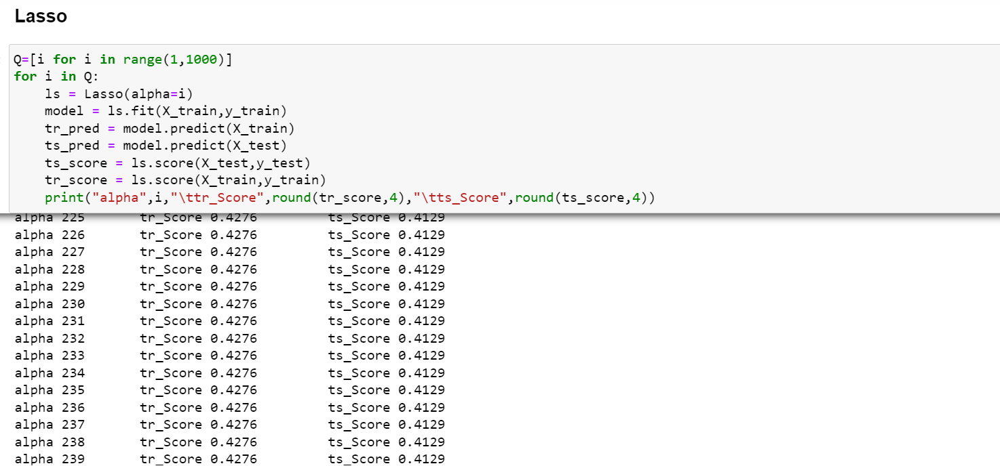 Lasso
Q=[i for i in range(1,1000)]
for i in Q:
    ls = Lasso(alpha=i)
    model = ls.fit(X_train,y_train)
    tr_pred = model.predict(X_train)
    ts_pred = model.predict(X_test)
    ts_score = ls.score(X_test,y_test)
    tr_score = ls.score(X_train,y_train)
    print("alpha",i,"\ttr_Score",round(tr_score,4),"\tts_Score",round(ts_score,4))
alpha 225 tr_Score 0.4276 ts_Score 0.4129
alpha 226 tr_Score 0.4276 ts_Score 0.4129
alpha 227 tr_Score 0.4276 ts_Score 0.4129
alpha 228 tr_Score 0.4276 ts_Score 0.4129
alpha 229 tr_Score 0.4276 ts_Score 0.4129
alpha 230 tr_Score 0.4276 ts_Score 0.4129
alpha 231 tr_Score 0.4276 ts_Score 0.4129
alpha 232 tr_Score 0.4276 ts_Score 0.4129
alpha 233 tr_Score 0.4276 ts_Score 0.4129
alpha 234 tr_Score 0.4276 ts_Score 0.4129
alpha 235 tr_Score 0.4276 ts_Score 0.4129
alpha 236 tr_Score 0.4276 ts_Score 0.4129
alpha 237 tr_Score 0.4276 ts_Score 0.4129
alpha 238 tr_Score 0.4276 ts_Score 0.4129
alpha 239 tr_Score 0.4276 ts_Score 0.4129